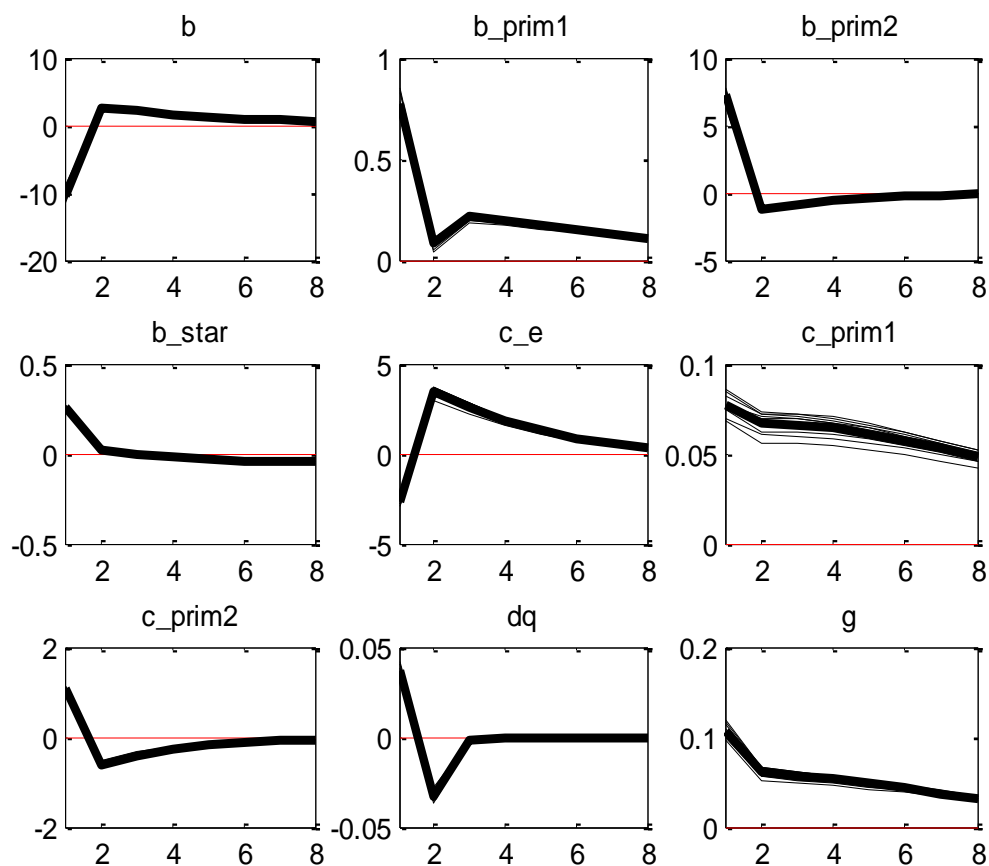 b b_prim1 b_prim2
10 1 10
0 0.5 5
-10 0 0
-20 -5
2 4 6 8 2 4 6 8 2 4 6 8
b_star c_e c_prim1
0.5 5 0.1
0 0 0.05
-0.5 -5 0
2 4 6 8 2 4 6 8 2 4 6 8
c_prim2 dq g
2 0.05 0.2
0 0 0.1
-2 -0.05 0
2 4 6 8 2 4 6 8 2 4 6 8